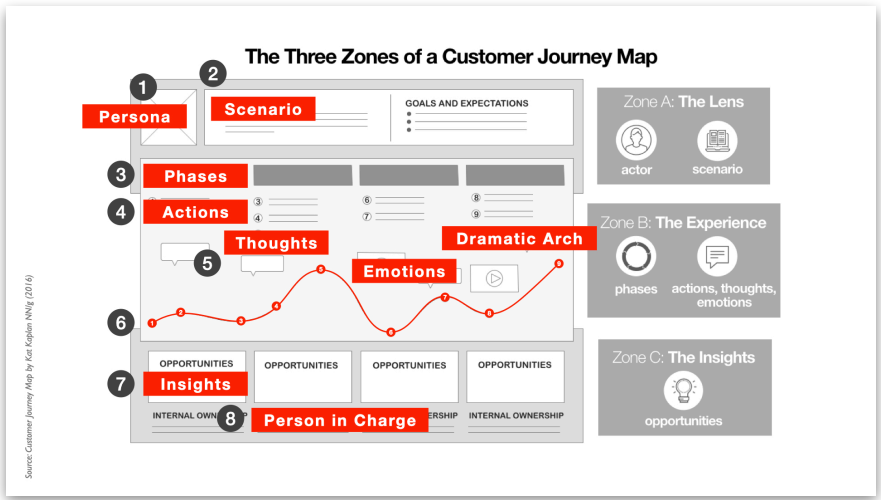 The Three Zones of a Customer Journey Map
1
2
Persona
Scenario
GOALS AND EXPECTATIONS
Zone A: The Lens
actor
scenario
3
Phases
4
Actions
3
4
6
7
8
9
5
Thoughts
Emotions
Dramatic Arch
Zone B: The Experience
phases
actions, thoughts,
emotions
6
1
2
3
4
5
6
7
8
9
OPPORTUNITIES
OPPORTUNITIES
OPPORTUNITIES
OPPORTUNITIES
7
Insights
INTERNAL OWN
P
8
Person in Charge
ERSHIP
INTERNAL OWNERSHIP
Zone C: The Insights
opportunities
Source: Customer Journey Map by Kat Kaplan NN/g (2016)